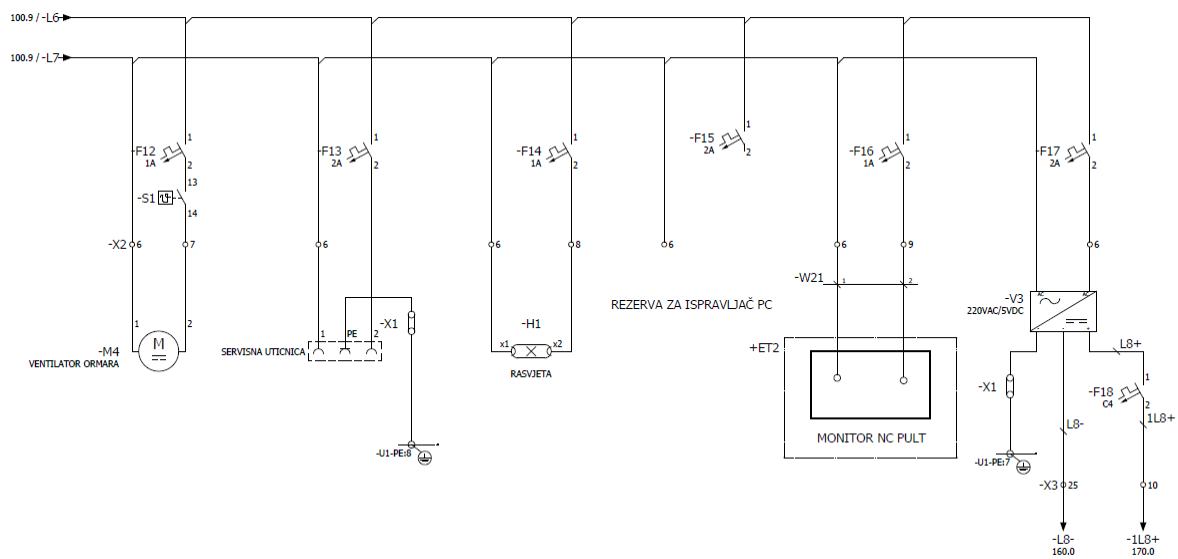 100.9 / -L6
100.9 / -L7
1
-F12
1A
2
13
-S1
14
-X2 6
7
1
2
M
-M4
VENTILATOR ORMARA
1
-F13
2A
2
6
1
PE
2
SERVISNA UTICNICA
-X1
-U1-PE:8
1
-F14
1A
2
6
8
-H1
x1
x2
RASVJETA
1
-F15
2A
2
6
REZERVA ZA ISPRAVLJAČ PC
1
-F16
1A
2
6
9
-W21
1
2
+ET2
MONITOR NC PULT
1
-F17
2A
2
6
-V3
220VAC/5VDC
AC
AC
-
-
+
-X1
-U1-PE:7
L8-
L8+
1
-F18
C4
2
1L8+
-X3 25
10
-L8-
160.0
-1L8+
170.0